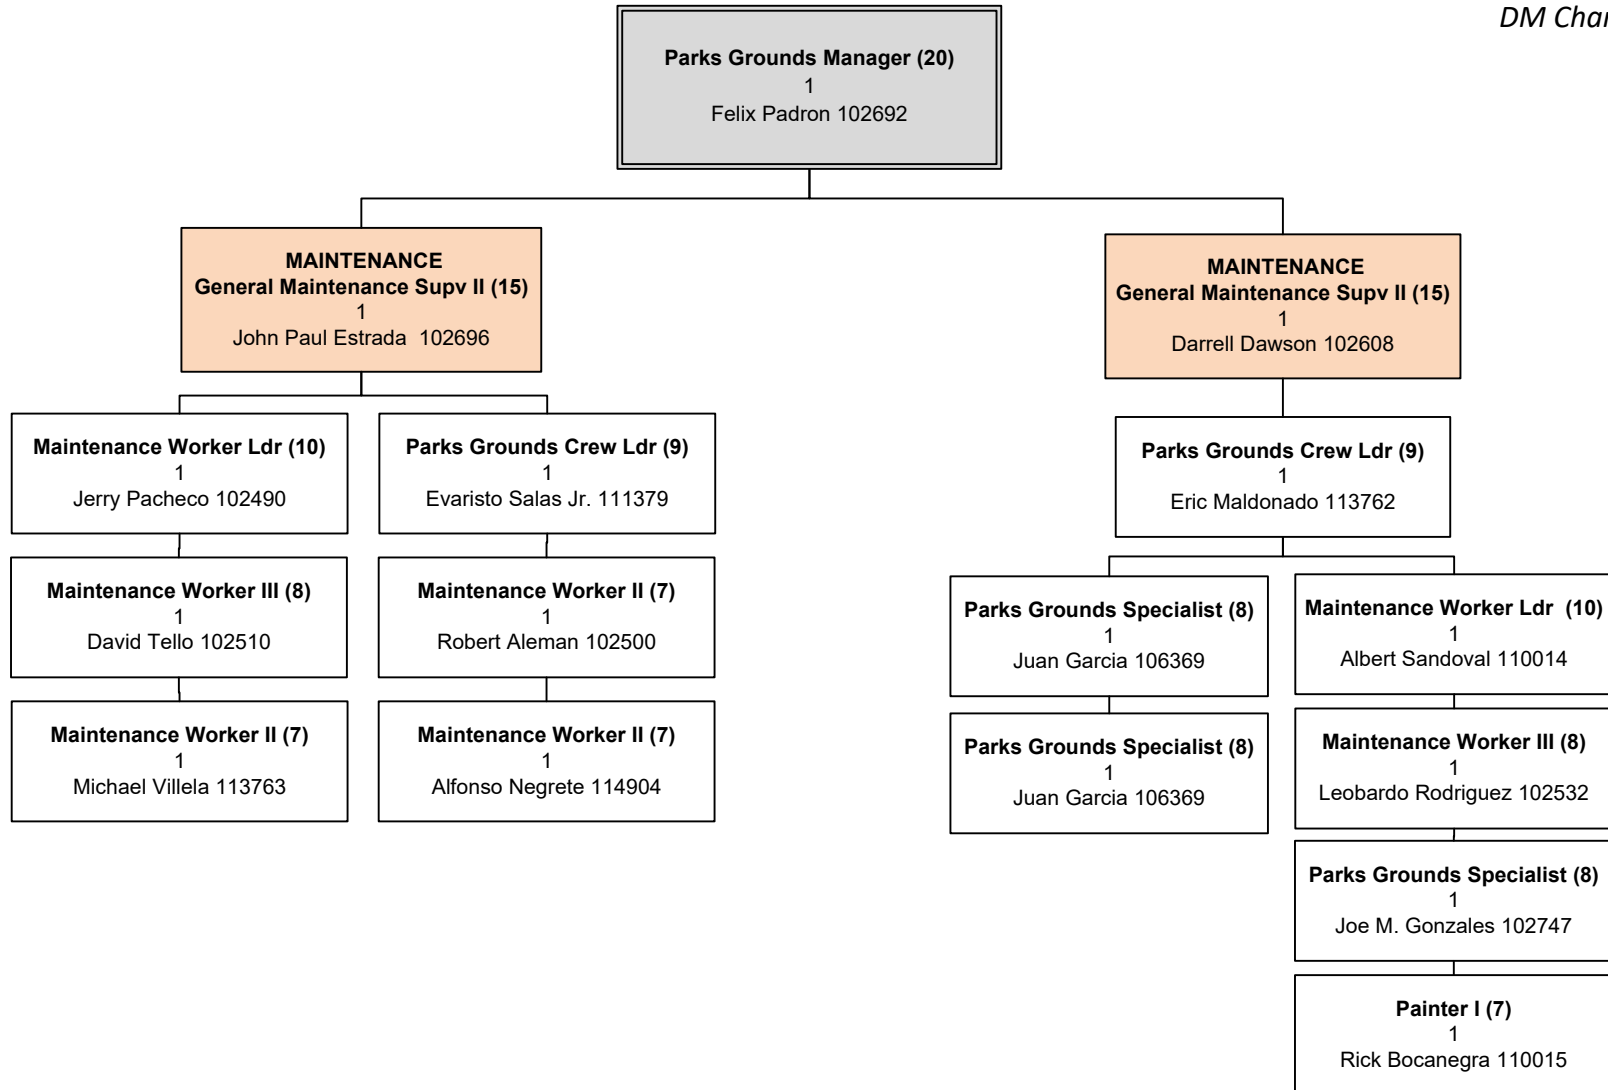 DM Char
Parks Grounds Manager (20)
1
Felix Padron 102692
MAINTENANCE
General Maintenance Supv II (15)
1
John Paul Estrada  102696
MAINTENANCE
General Maintenance Supv II (15)
1
Darrell Dawson 102608
Maintenance Worker Ldr (10)
1
Jerry Pacheco 102490
Parks Grounds Crew Ldr (9)
1
Evaristo Salas Jr. 111379
Parks Grounds Crew Ldr (9)
1
Eric Maldonado 113762
Maintenance Worker III (8)
1
David Tello 102510
Maintenance Worker II (7)
1
Robert Aleman 102500
Parks Grounds Specialist (8)
1
Juan Garcia 106369
Maintenance Worker Ldr  (10)
1
Albert Sandoval 110014
Maintenance Worker II (7)
1
Michael Villela 113763
Maintenance Worker II (7)
1
Alfonso Negrete 114904
Parks Grounds Specialist (8)
1
Juan Garcia 106369
Maintenance Worker III (8)
1
Leobardo Rodriguez 102532
Parks Grounds Specialist (8)
1
Joe M. Gonzales 102747
Painter I (7)
1
Rick Bocanegra 110015